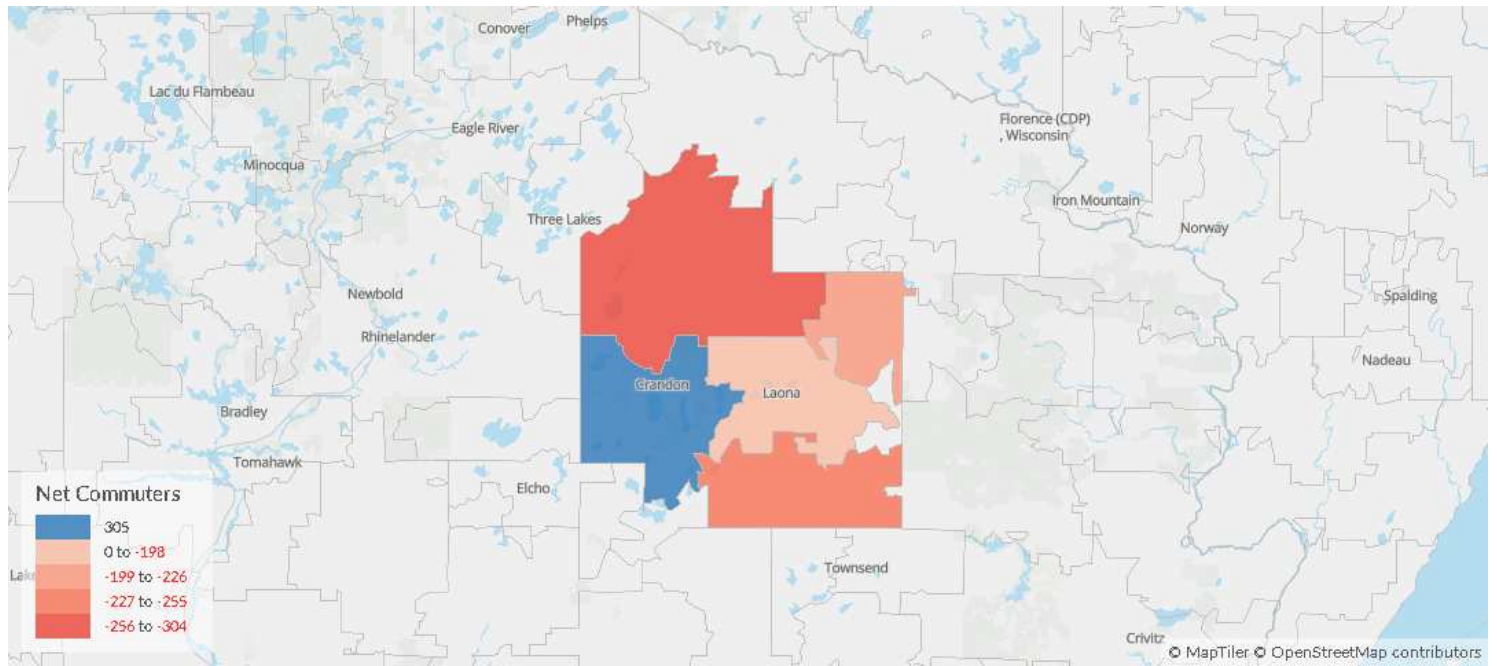 Conover
Phelps
Lac du Flambeau
Eagle River
Florence (CDP)
, Wisconsin
Minocqua
Iron Mountain
Three Lakes
Norway
Newbold
Spalding
Rhinelander
Nadeau
Crandon
Laona
Bradley
Tomahawk
Elcho
Townsend
Crivitz
Net Commuters
305
0 to -198
-199 to -226
-227 to -255
-256 to -304
Lake
© MapTiler © OpenStreetMap contributors